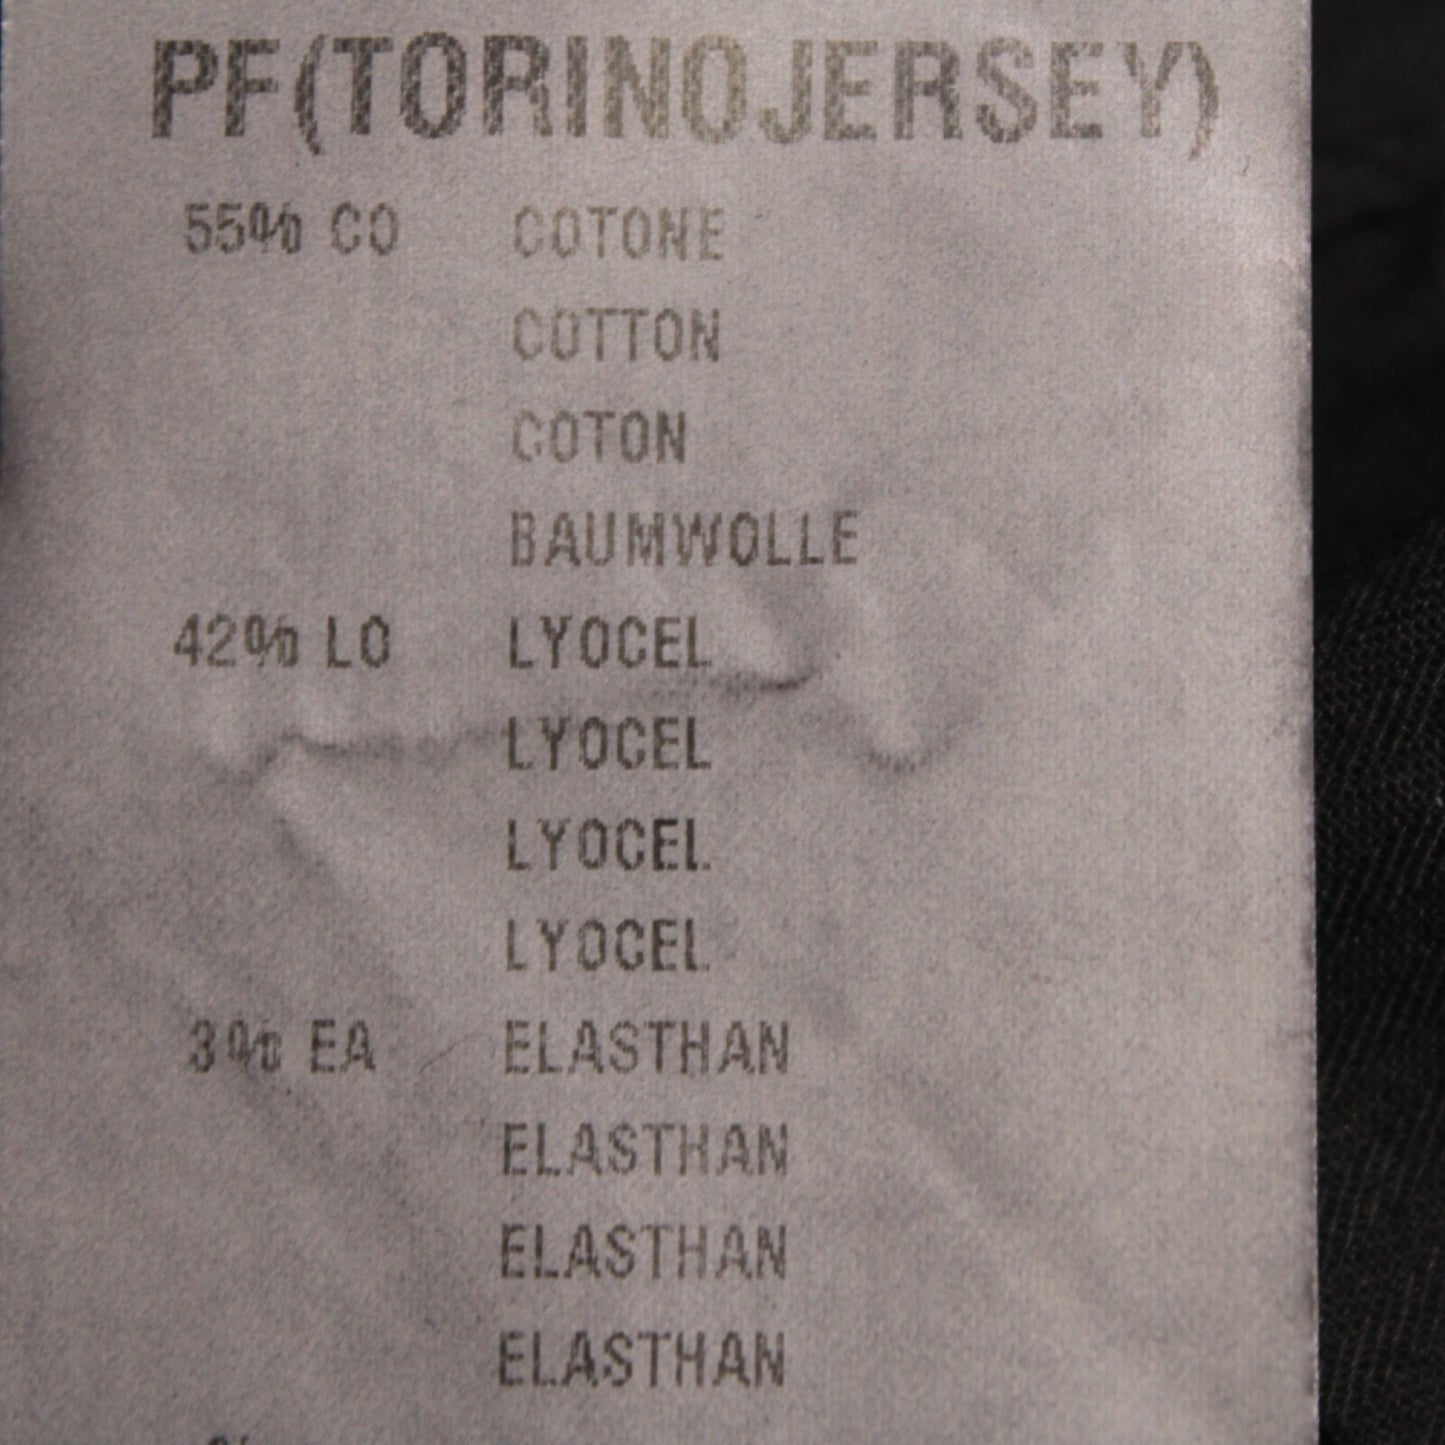 PF(TORINOJERSEY)
55% CO COTONE
COTTON
COTON
BAUMWOLLE
42% LO LYOCEL
LYOCEL
LYOCEL
LYOCEL
3% EA ELASTHAN
ELASTHAN
ELASTHAN
ELASTHAN